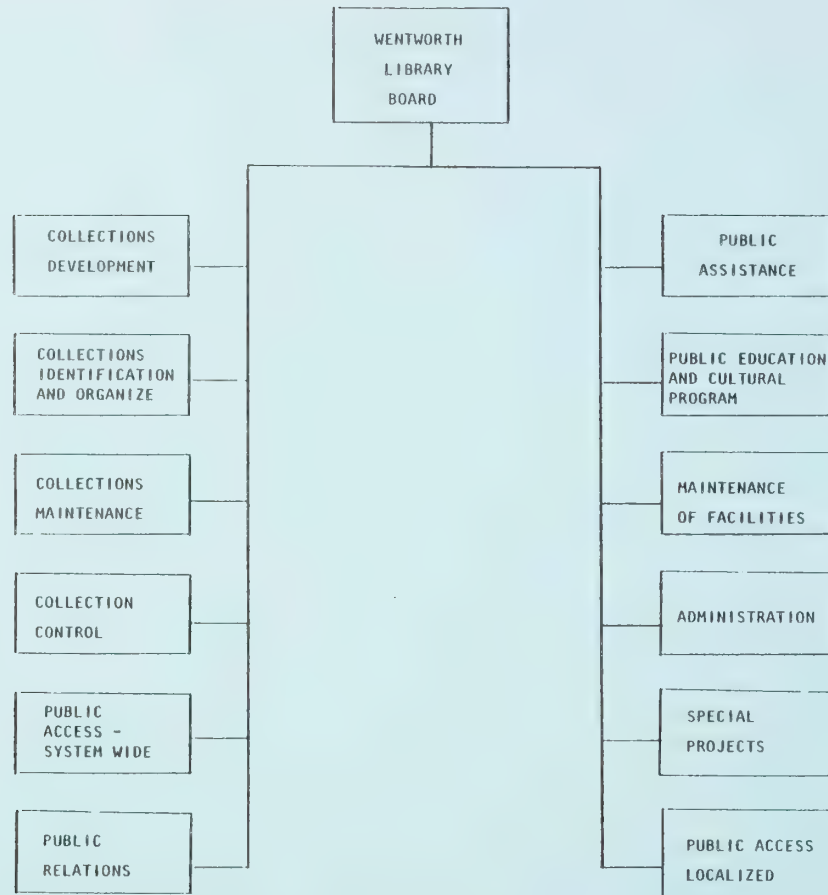 WENTWORTH
LIBRARY
BOARD
COLLECTIONS
DEVELOPMENT
COLLECTIONS
IDENTIFICATION
AND ORGANIZE
COLLECTIONS
MAINTENANCE
COLLECTION
CONTROL
PUBLIC
ACCESS -
SYSTEM WIDE
PUBLIC
RELATIONS
PUBLIC
ASSISTANCE
PUBLIC EDUCATION
AND CULTURAL
PROGRAM
MAINTENANCE
OF FACILITIES
ADMINISTRATION
SPECIAL
PROJECTS
PUBLIC ACCESS
LOCALIZED